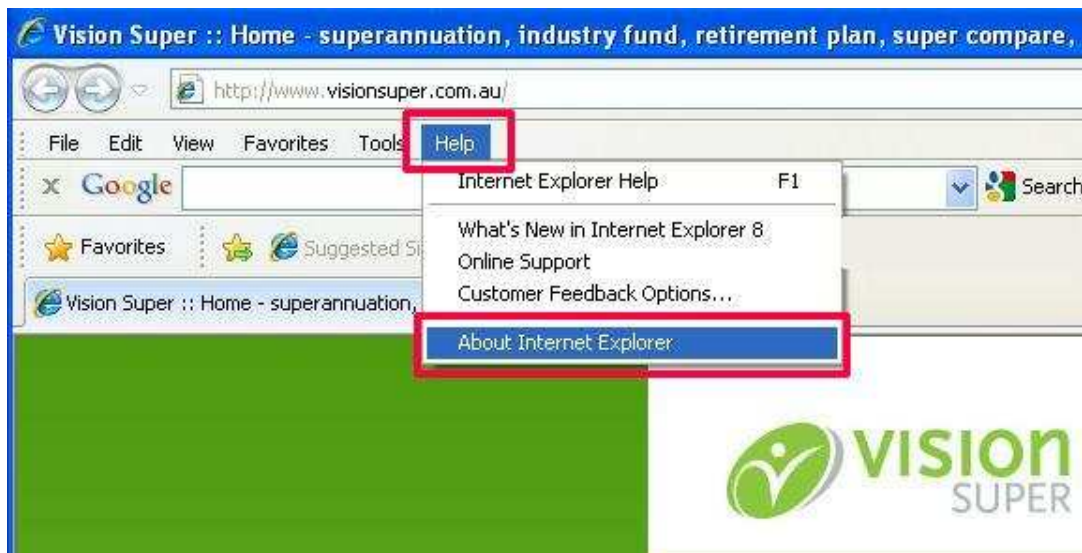 Vision Super :: Home - superannuation, industry fund, retirement plan, super compare,
http://www.visionsuper.com.au/
File Edit View Favorites Tools Help
x Google Search
Internet Explorer Help F1
What's New in Internet Explorer 8
Online Support
Customer Feedback Options...
About Internet Explorer
Favorites Suggested Si
Vision Super :: Home - superannuation,
VISION
SUPER